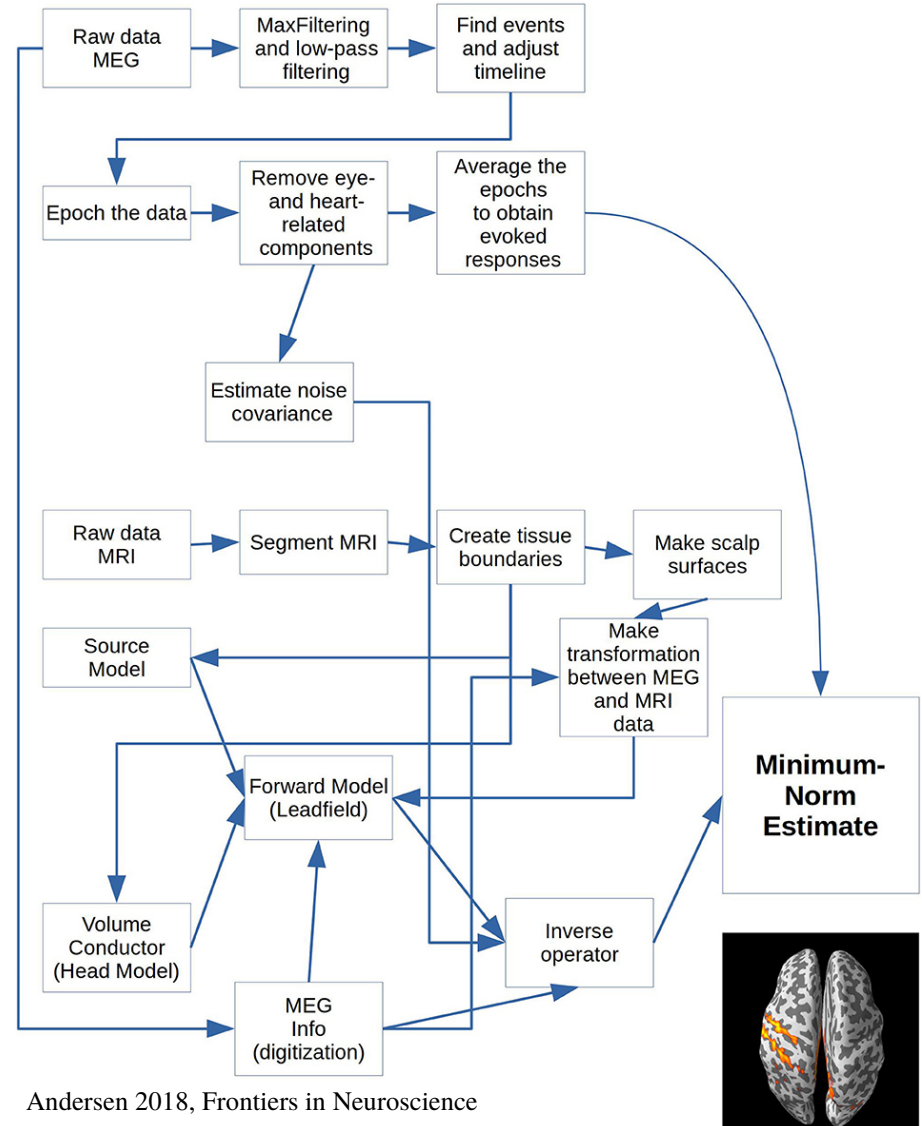 Raw data
MEG
MaxFiltering
and low-pass
filtering
Find events
and adjust
timeline
Epoch the data
Remove eye-
and heart-
related
components
Average the
epochs
to obtain
evoked
responses
Estimate noise
covariance
Raw data
MRI
Segment MRI
Create tissue
boundaries
Make scalp
surfaces
Source
Model
Make
transformation
between MEG
and MRI
data
Forward Model
(Leadfield)
Minimum-
Norm
Estimate
Volume
Conductor
(Head Model)
Inverse
operator
MEG
Info
(digitization)
Andersen 2018, Frontiers in Neuroscience